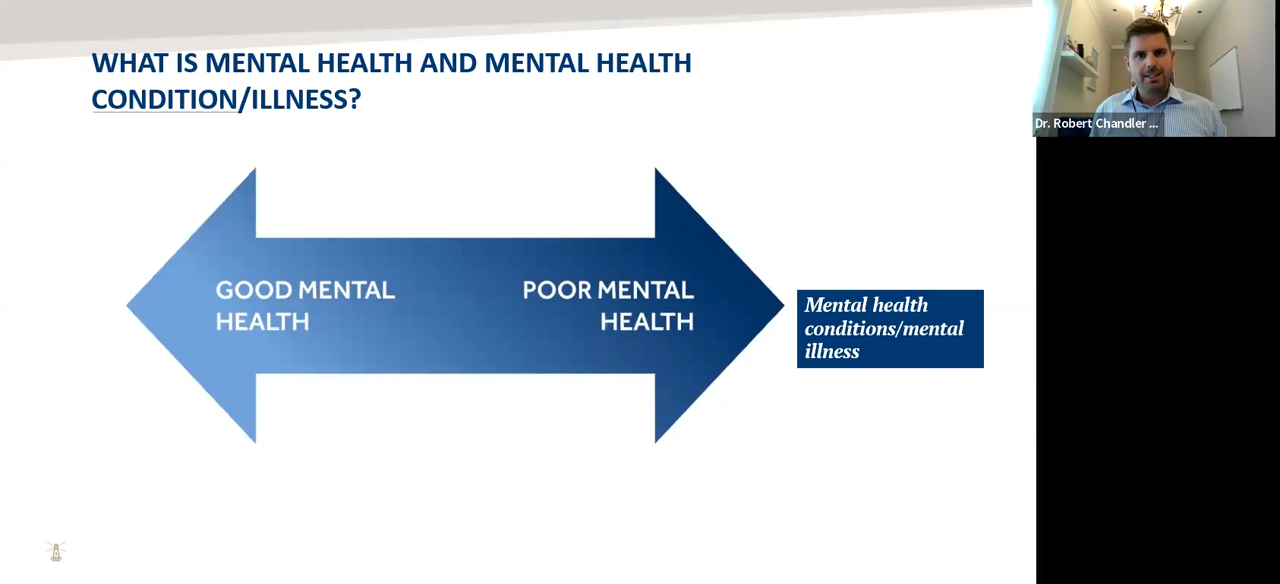 WHAT IS MENTAL HEALTH AND MENTAL HEALTH
CONDITION/ILLNESS?
GOOD MENTAL
HEALTH
POOR MENTAL
HEALTH
Mental health
conditions/mental
illness
Dr. Robert Chandler ...